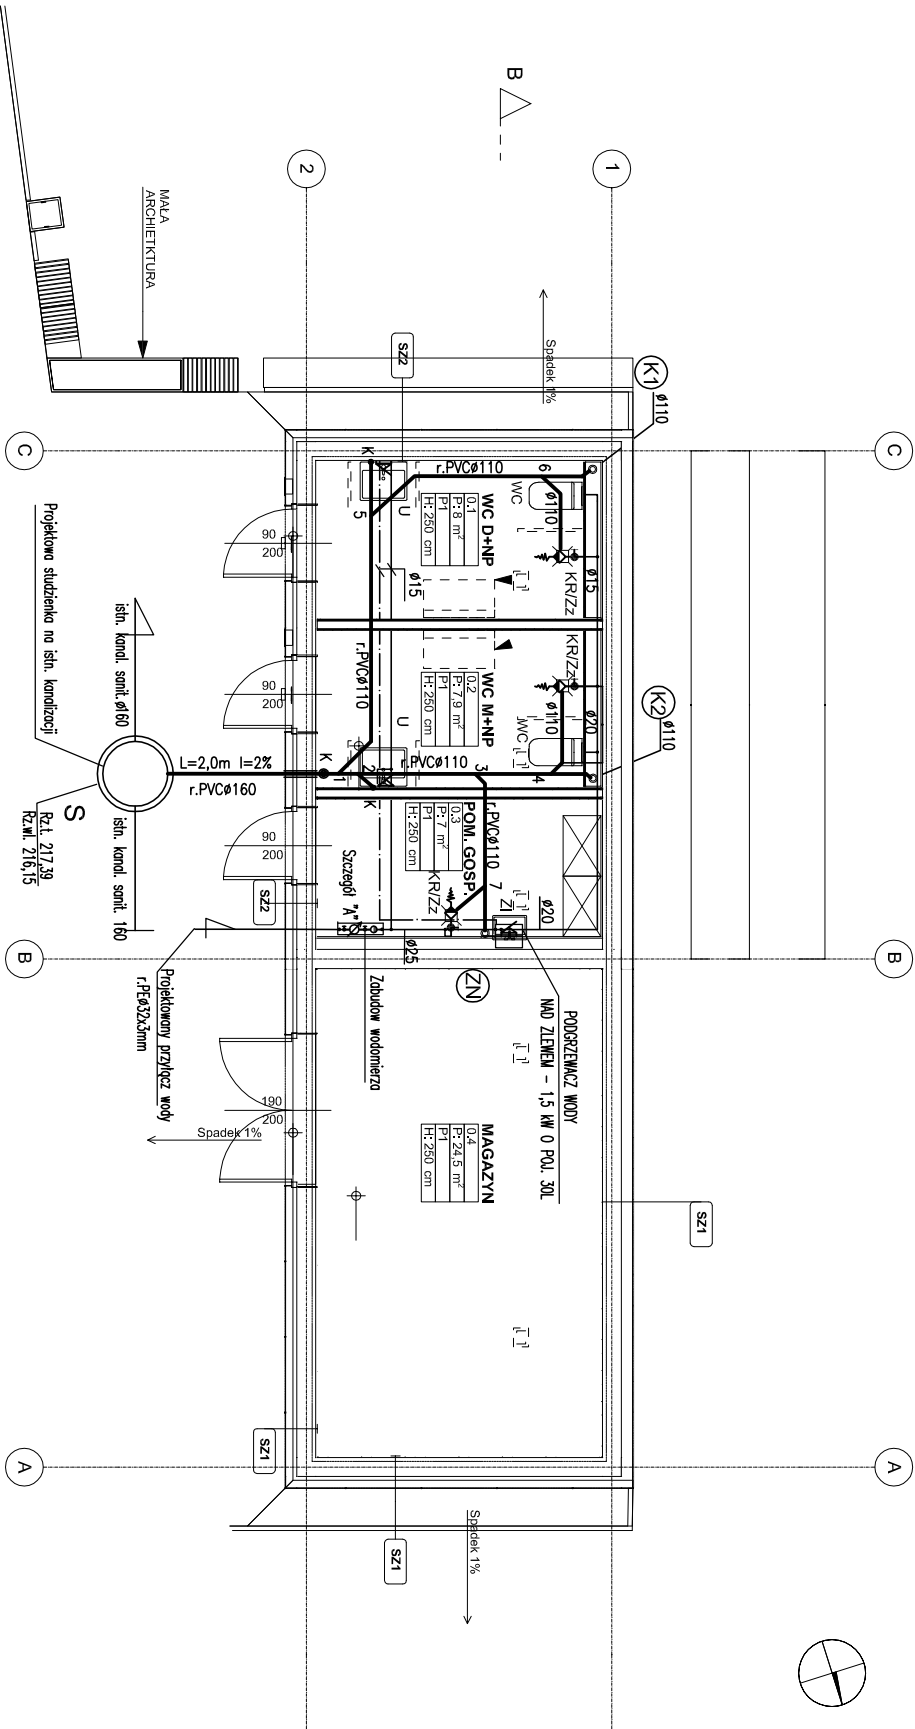 B
2
1
MAŁA
ARCHIETKTURA
Spadek 1%
SZ2
K1
ø110
C
C
K
r.PVCø110
6
WC
ø110
5
U
WC D+NP
0.1
P: 8 m²
P1
H: 250 cm
90
200
KR/Zz
ø15
ø15
Projektowa studzienka na istn. kanalizacji
istn. kanal. sanit.ø160
KR/Zz
r.PVCø110
WC M+NP
0.2
P: 7,9 m²
P1
H: 250 cm
90
200
U
ø110
ø20
WC
K2
ø110
L=2,0m I=2%
r.PVCø160
K
1
2
K
r.PVCø110
3
4
S
Rz.t. 217,39
Rz.wl. 216,15
istn. kanal. sanit. 160
90
200
POM. GOSP.
0.3
P: 7 m²
P1
H: 250 cm
r.PVCø110
7
KR/Zz
Zl
ø20
Szczegół "A"
SZ2
ø25
B
B
ZN
Projektowany przyłącz wody
r.PEø32x3mm
Zabudow wodomierza
PODGRZEWACZ WODY
NAD ZLEWEM - 1,5 kW O POJ. 30L
190
200
Spadek 1%
MAGAZYN
0.4
P: 24,5 m²
P1
H: 250 cm
SZ1
SZ1
A
A
SZ1
Spadek 1%